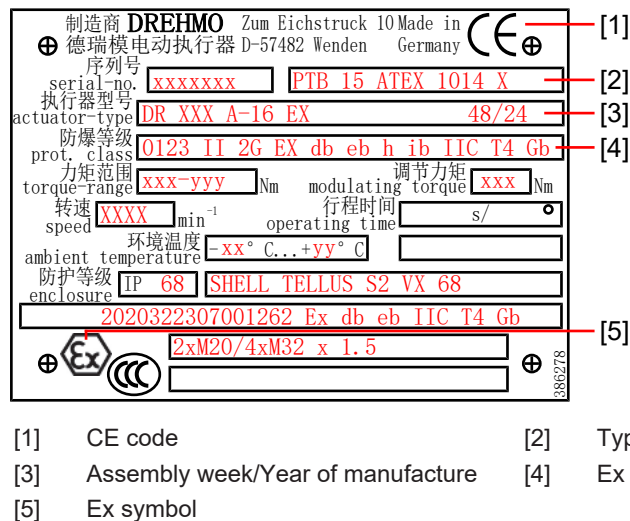 制造商 DREHMO Zum Eichstruck 10 Made in
德瑞模电动执行器 D-57482 Wenden Germany CE
[1]
序列号
serial-no. xxxxxxx PTB 15 ATEX 1014 X [2]
执行器型号
actuator-type DR XXX A-16 EX 48/24 [3]
防爆等级
prot. class 0123 II 2G EX db eb h ib IIC T4 Gb [4]
力矩范围 调节力矩
torque-range xxx-yyy Nm modulating torque xxx Nm
转速 行程时间
speed XXXX min⁻¹ operating time s/
环境温度
ambient temperature -xx° C...+yy° C
防护等级
enclosure IP 68 SHELL TELLUS S2 VX 68
2020322307001262 Ex db eb IIC T4 Gb
[5]
Ex CCC 2xM20/4xM32 x 1.5
386278
[1] CE code [2] Typ
[3] Assembly week/Year of manufacture [4] Ex
[5] Ex symbol